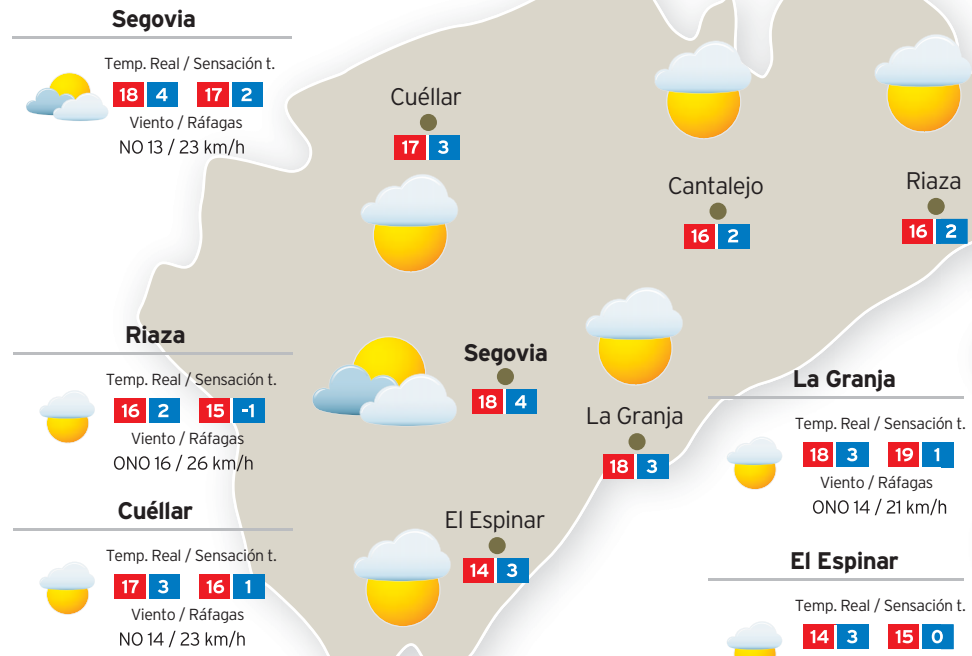 Segovia
Temp. Real / Sensación t.
18 4 17 2
Viento / Ráfagas
NO 13 / 23 km/h
Cuéllar
17 3
Cantalejo
16 2
Riaza
16 2
Riaza
Temp. Real / Sensación t.
16 2 15 -1
Viento / Ráfagas
ONO 16 / 26 km/h
Segovia
18 4
La Granja
18 3
La Granja
Temp. Real / Sensación t.
18 3 19 1
Viento / Ráfagas
ONO 14 / 21 km/h
Cuéllar
Temp. Real / Sensación t.
17 3 16 1
Viento / Ráfagas
NO 14 / 23 km/h
El Espinar
14 3
El Espinar
Temp. Real / Sensación t.
14 3 15 0